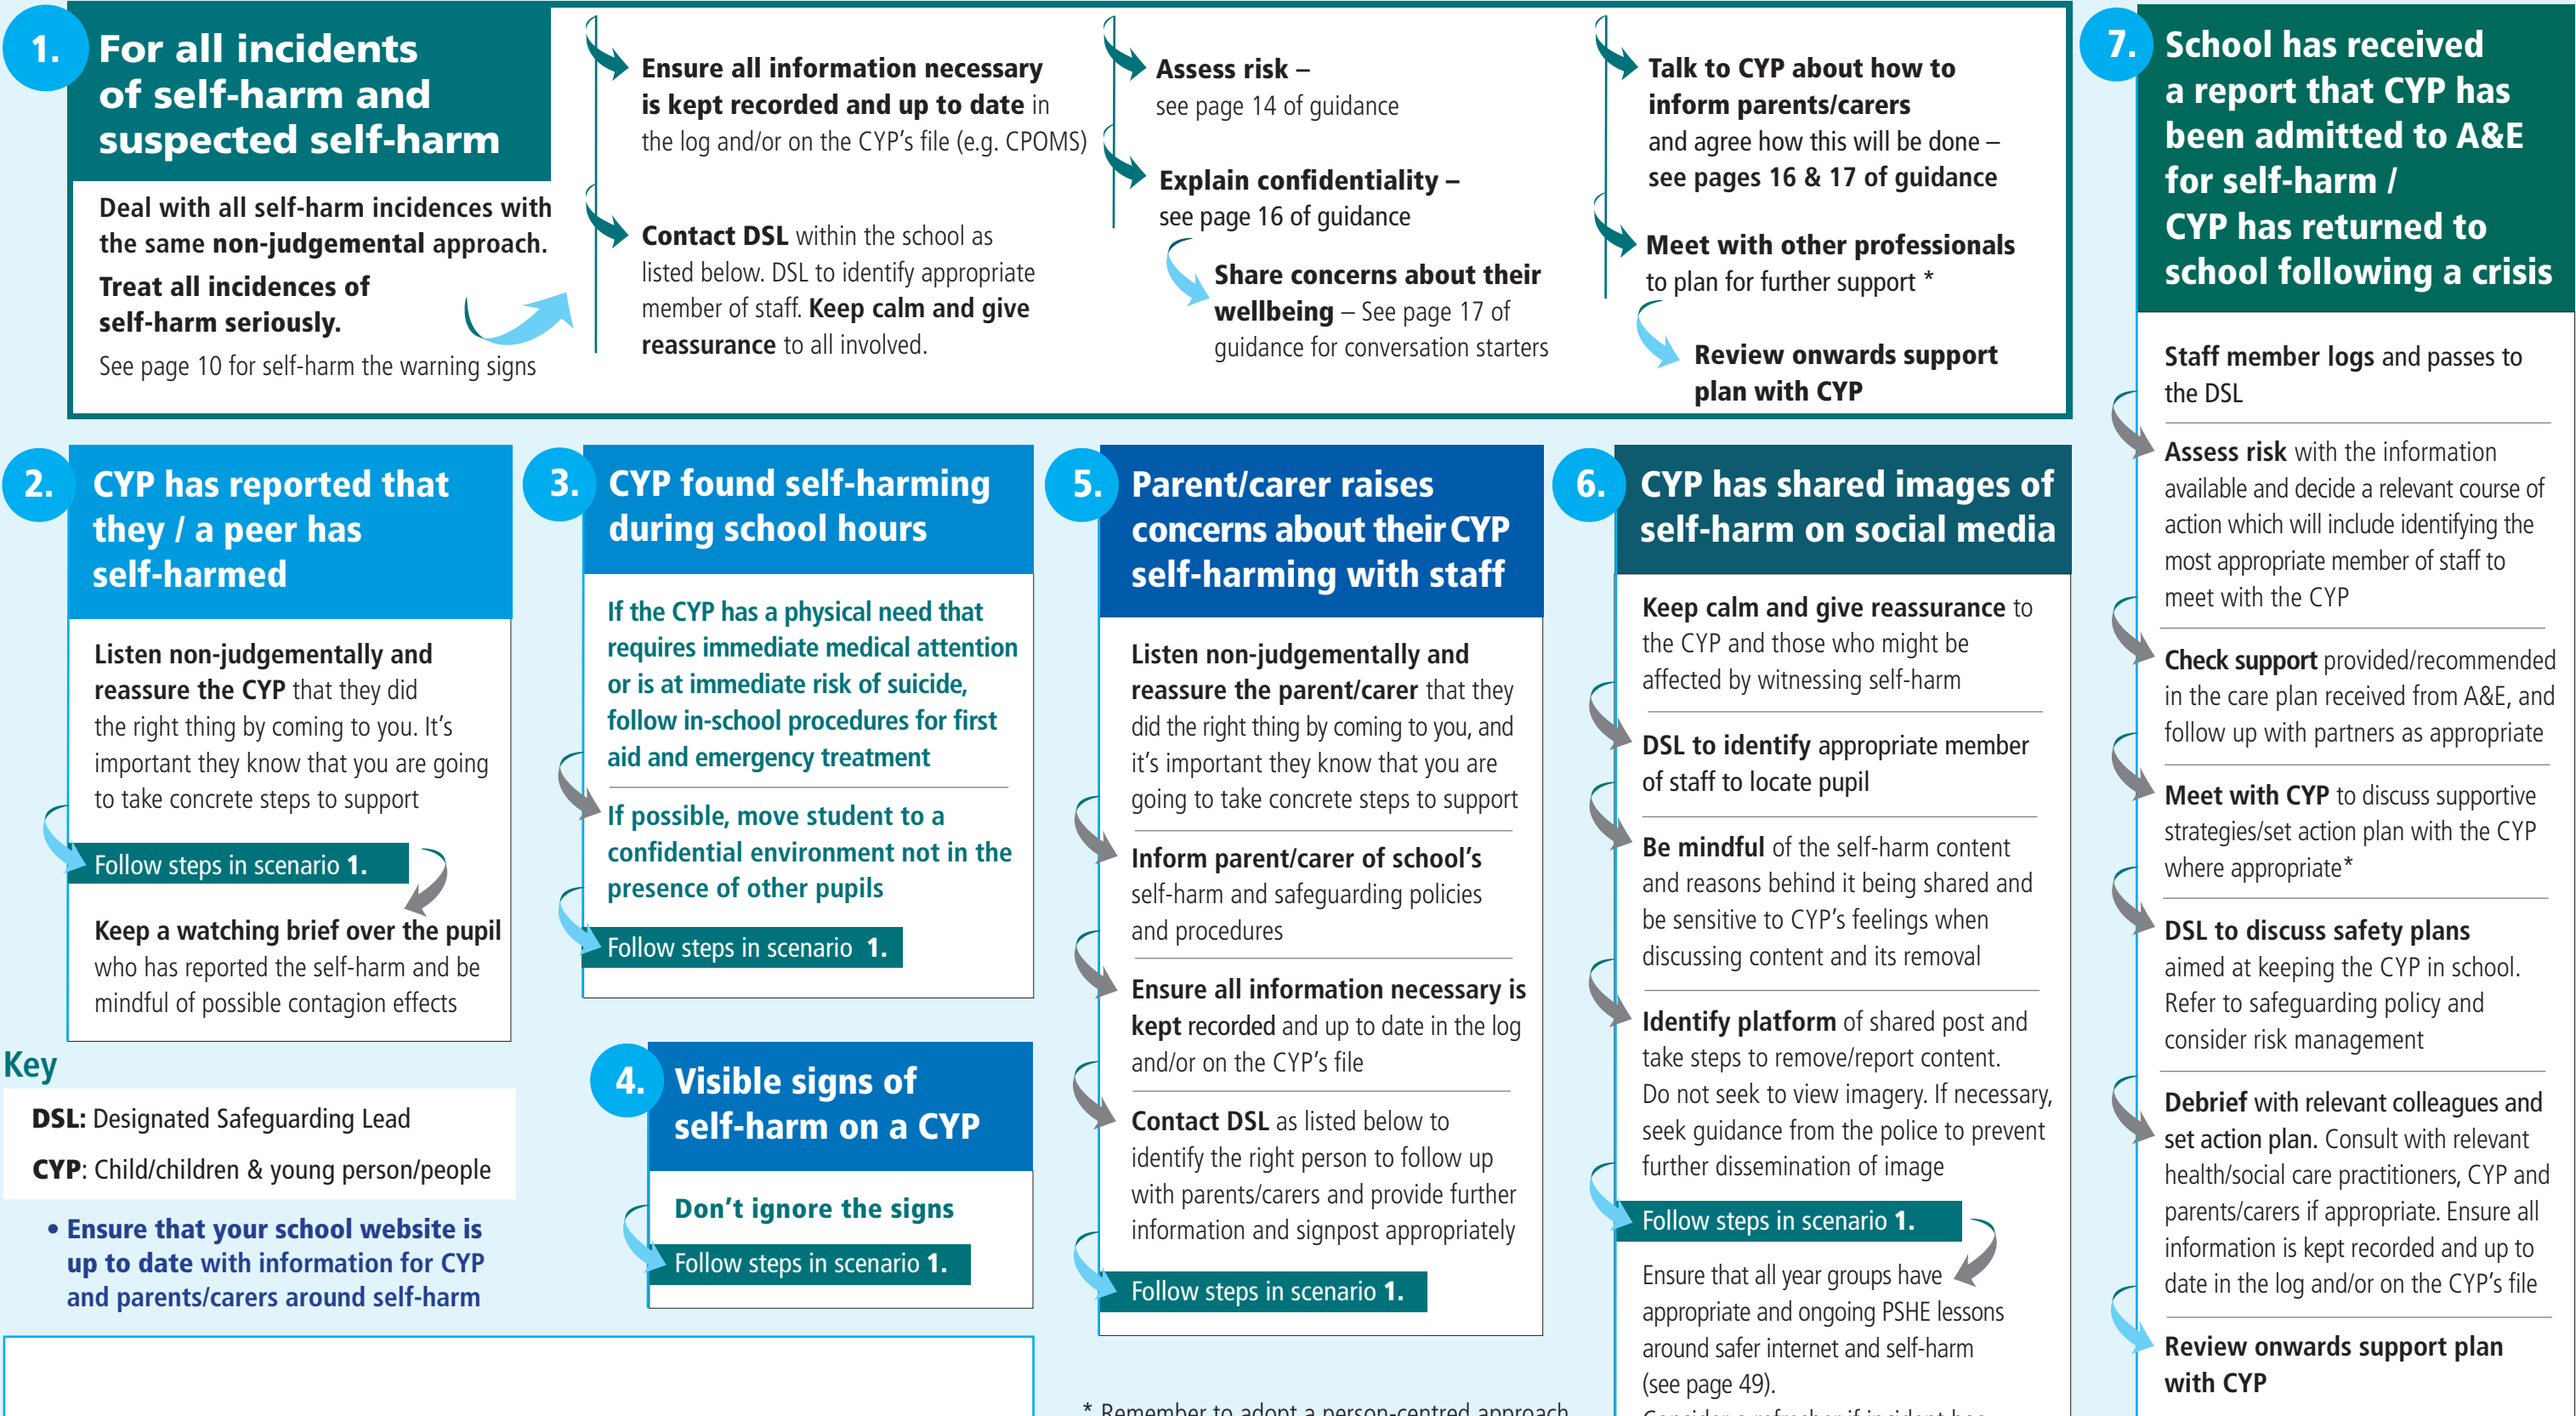 1.
For all incidents
of self-harm and
suspected self-harm
Deal with all self-harm incidences with
the same non-judgemental approach.
Treat all incidences of
self-harm seriously.
See page 10 for self-harm the warning signs
Ensure all information necessary
is kept recorded and up to date in
the log and/or on the CYP's file (e.g. CPOMS)
Contact DSL within the school as
listed below. DSL to identify appropriate
member of staff. Keep calm and give
reassurance to all involved.
Assess risk –
see page 14 of guidance
Explain confidentiality –
see page 16 of guidance
Share concerns about their
wellbeing – See page 17 of
guidance for conversation starters
Talk to CYP about how to
inform parents/carers
and agree how this will be done –
see pages 16 & 17 of guidance
Meet with other professionals
to plan for further support *
Review onwards support
plan with CYP
2.
CYP has reported that
they / a peer has
self-harmed
Listen non-judgementally and
reassure the CYP that they did
the right thing by coming to you. It's
important they know that you are going
to take concrete steps to support
Follow steps in scenario 1.
Keep a watching brief over the pupil
who has reported the self-harm and be
mindful of possible contagion effects
Key
DSL: Designated Safeguarding Lead
CYP: Child/children & young person/people
• Ensure that your school website is
up to date with information for CYP
and parents/carers around self-harm
3.
CYP found self-harming
during school hours
If the CYP has a physical need that
requires immediate medical attention
or is at immediate risk of suicide,
follow in-school procedures for first
aid and emergency treatment
If possible, move student to a
confidential environment not in the
presence of other pupils
Follow steps in scenario 1.
4.
Visible signs of
self-harm on a CYP
Don't ignore the signs
Follow steps in scenario 1.
5.
Parent/carer raises
concerns about their CYP
self-harming with staff
Listen non-judgementally and
reassure the parent/carer that they
did the right thing by coming to you, and
it's important they know that you are
going to take concrete steps to support
Inform parent/carer of school's
self-harm and safeguarding policies
and procedures
Ensure all information necessary is
kept recorded and up to date in the log
and/or on the CYP's file
Contact DSL as listed below to
identify the right person to follow up
with parents/carers and provide further
information and signpost appropriately
Follow steps in scenario 1.
* Remember to adopt a person-centred approach
6.
CYP has shared images of
self-harm on social media
Keep calm and give reassurance to
the CYP and those who might be
affected by witnessing self-harm
DSL to identify appropriate member
of staff to locate pupil
Be mindful of the self-harm content
and reasons behind it being shared and
be sensitive to CYP's feelings when
discussing content and its removal
Identify platform of shared post and
take steps to remove/report content.
Do not seek to view imagery. If necessary,
seek guidance from the police to prevent
further dissemination of image
Follow steps in scenario 1.
Ensure that all year groups have
appropriate and ongoing PSHE lessons
around safer internet and self-harm
(see page 49).
Consider a refresher if incident has
7.
School has received
a report that CYP has
been admitted to A&E
for self-harm /
CYP has returned to
school following a crisis
Staff member logs and passes to
the DSL
Assess risk with the information
available and decide a relevant course of
action which will include identifying the
most appropriate member of staff to
meet with the CYP
Check support provided/recommended
in the care plan received from A&E, and
follow up with partners as appropriate
Meet with CYP to discuss supportive
strategies/set action plan with the CYP
where appropriate*
DSL to discuss safety plans
aimed at keeping the CYP in school.
Refer to safeguarding policy and
consider risk management
Debrief with relevant colleagues and
set action plan. Consult with relevant
health/social care practitioners, CYP and
parents/carers if appropriate. Ensure all
information is kept recorded and up to
date in the log and/or on the CYP's file
Review onwards support plan
with CYP